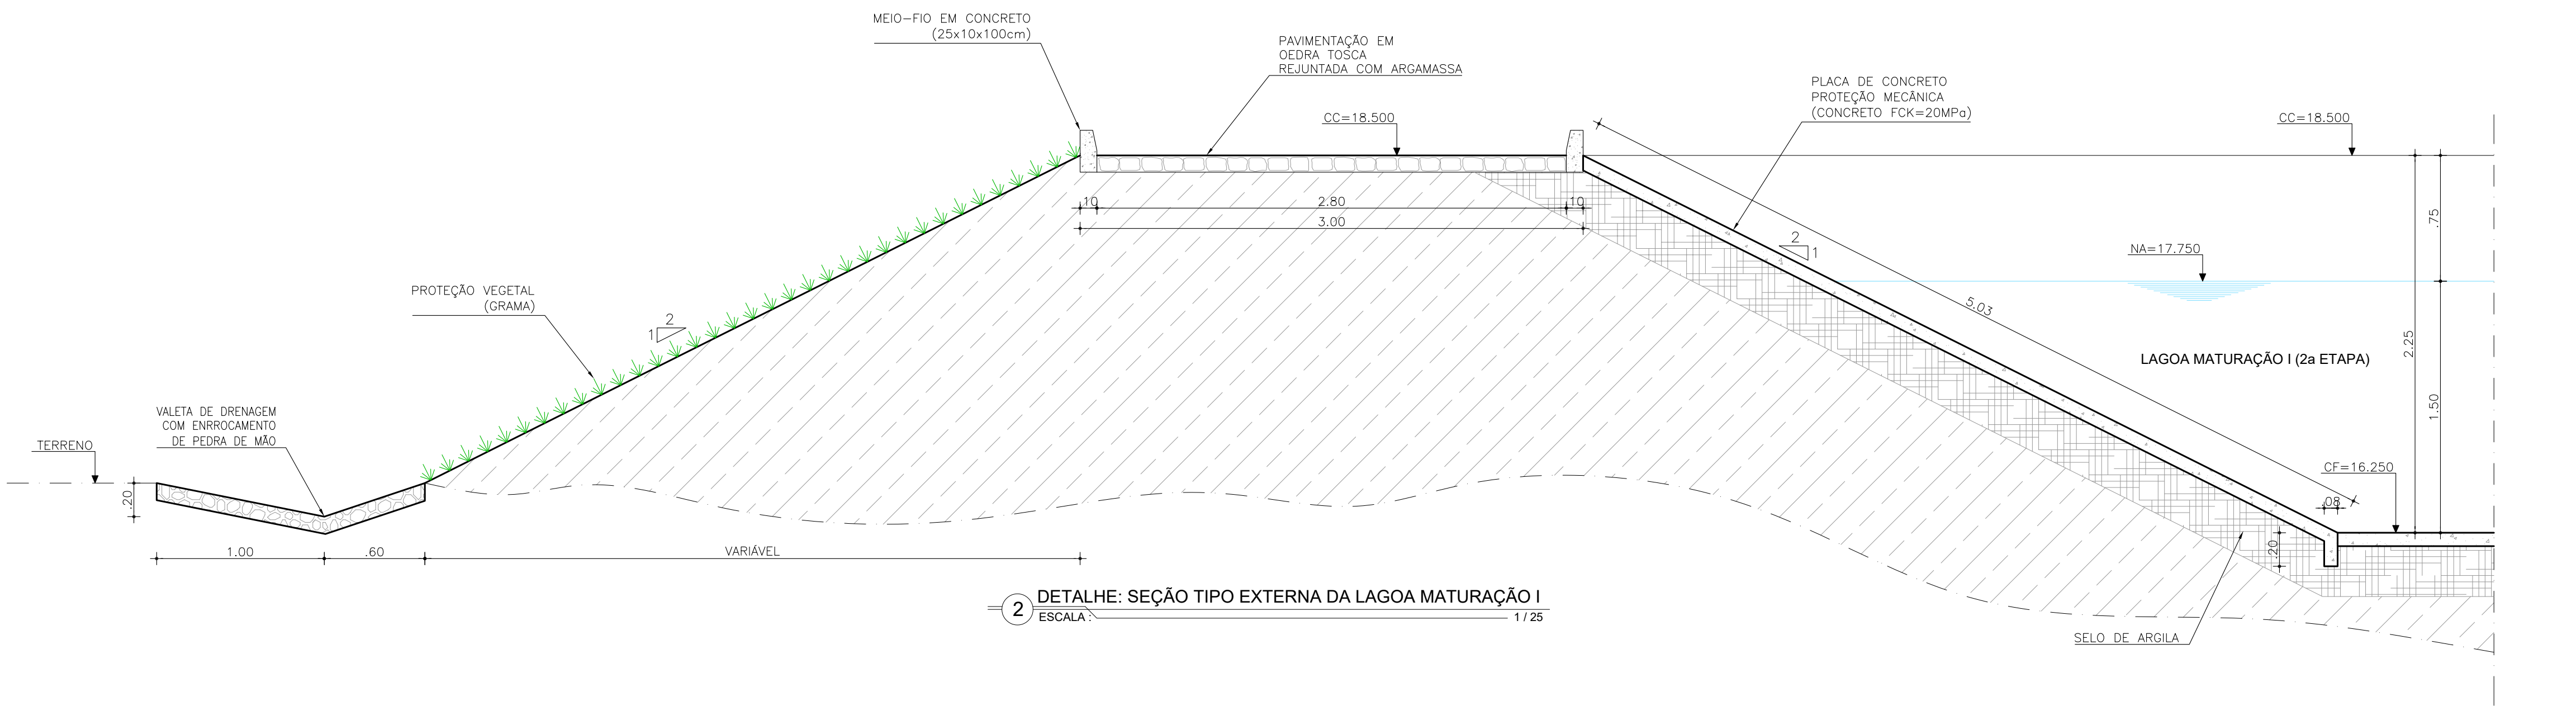 MEIO-FIO EM CONCRETO
(25x10x100cm)
PAVIMENTAÇÃO EM
OEDRA TOSCA
REJUNTADA COM ARGAMASSA
PLACA DE CONCRETO
PROTEÇÃO MECÂNICA
(CONCRETO FCK=20MPa)
CC=18.500
CC=18.500
.10
2.80
.10
3.00
2
1
.75
NA=17.750
5.03
2.25
LAGOA MATURAÇÃO I (2a ETAPA)
1.50
PROTEÇÃO VEGETAL
(GRAMA)
2
1
VALETA DE DRENAGEM
COM ENRROCAMENTO
DE PEDRA DE MÃO
TERRENO
.20
CF=16.250
.08
.20
1.00
.60
VARIÁVEL
2
DETALHE: SEÇÃO TIPO EXTERNA DA LAGOA MATURAÇÃO I
ESCALA :
1 / 25
SELO DE ARGILA